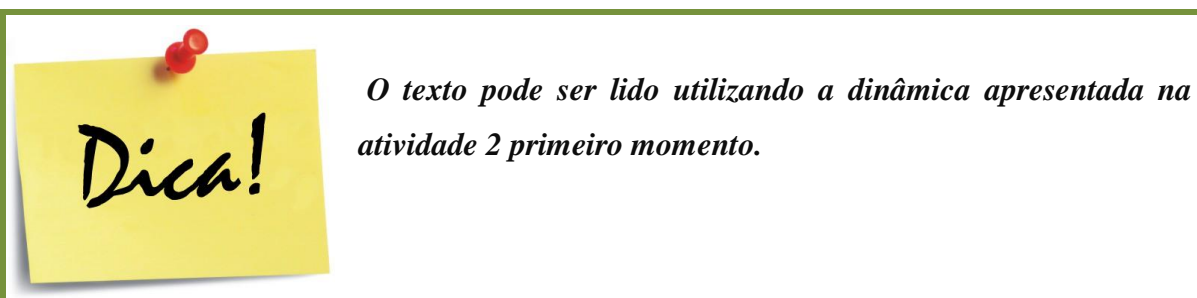 Dica!
O texto pode ser lido utilizando a dinâmica apresentada na
atividade 2 primeiro momento.